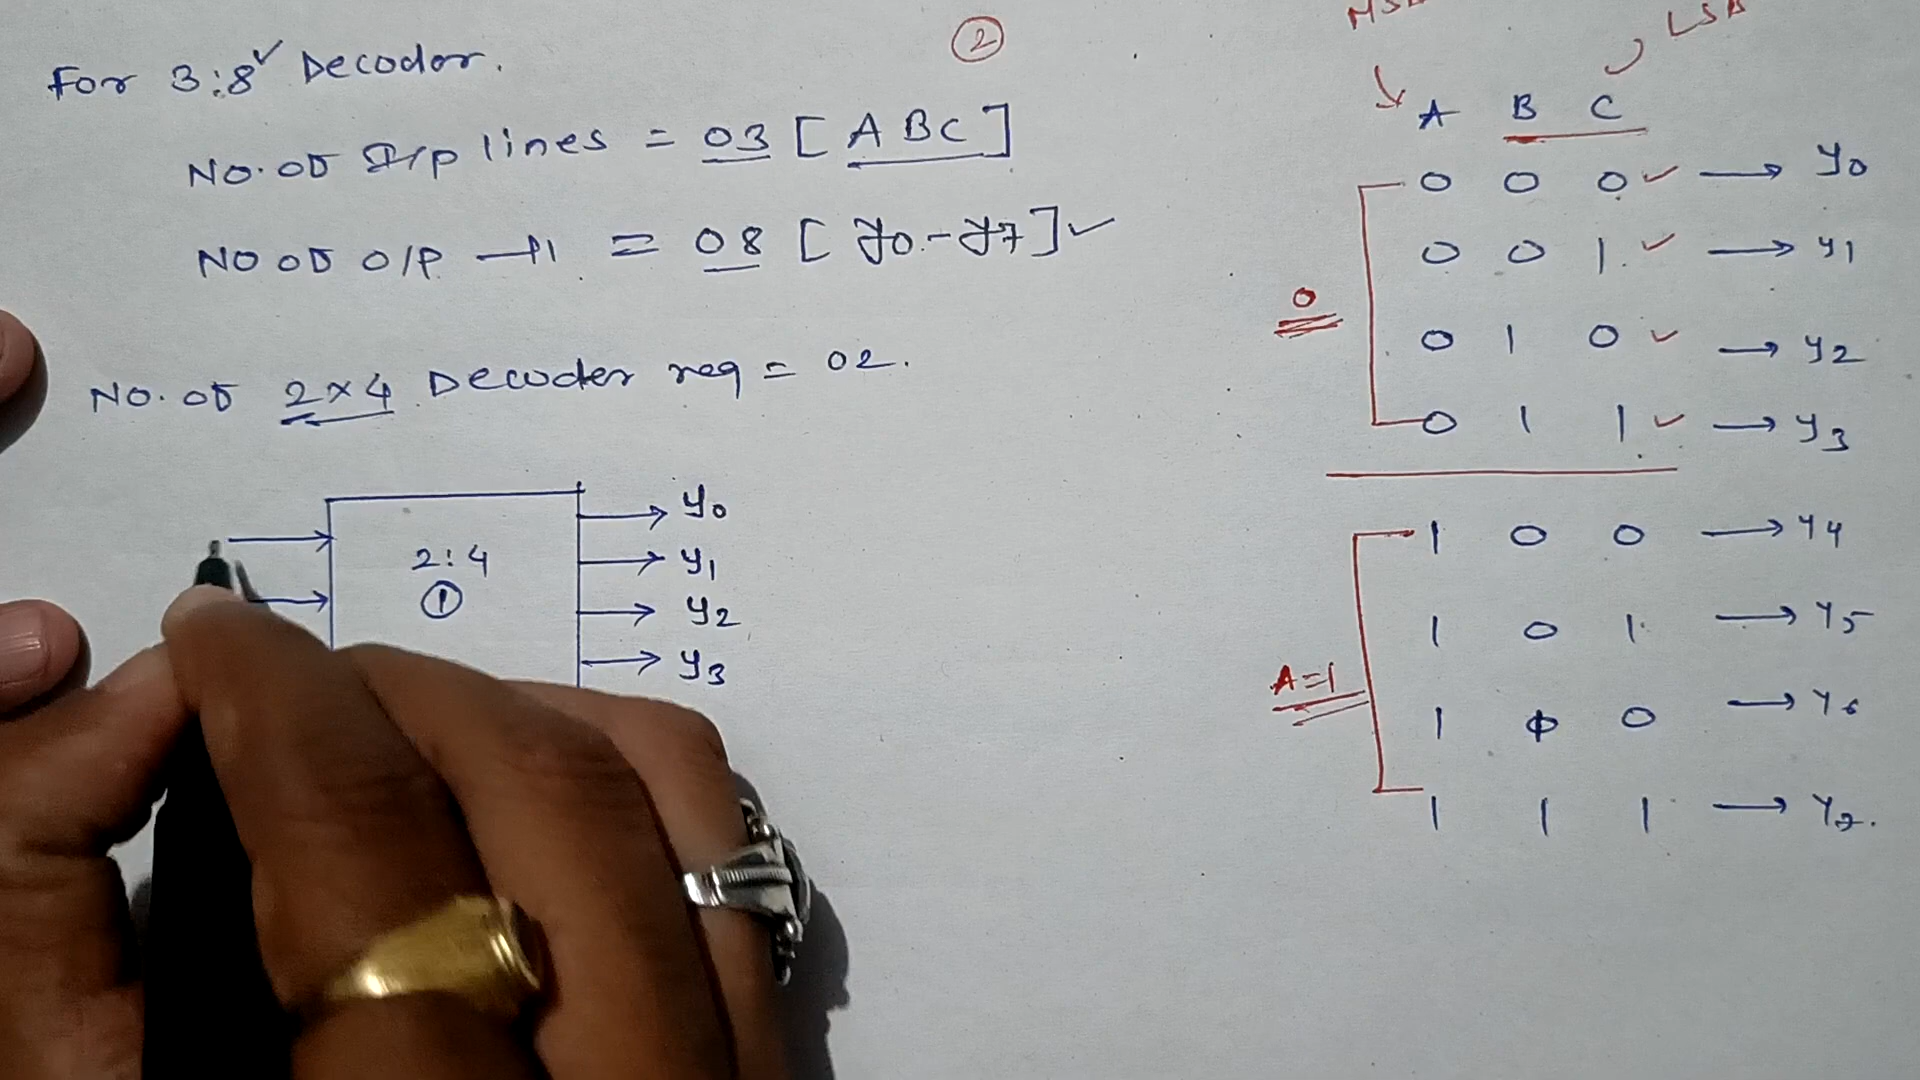 2
For 3:8 Decoder.
No. of I/p lines = 03 [ABC]
No of O/P -11 = 08 [Y0-Y7]
No. of 2x4 Decoder req = 02.
2:4
1
Y0
Y1
Y2
Y3
MSB
LSB
A B C
0 0 0 → Y0
0 0 1 → Y1
0 1 0 → Y2
0 1 1 → Y3
0
1 0 0 → Y4
1 0 1 → Y5
1 1 0 → Y6
1 1 1 → Y7.
A=1